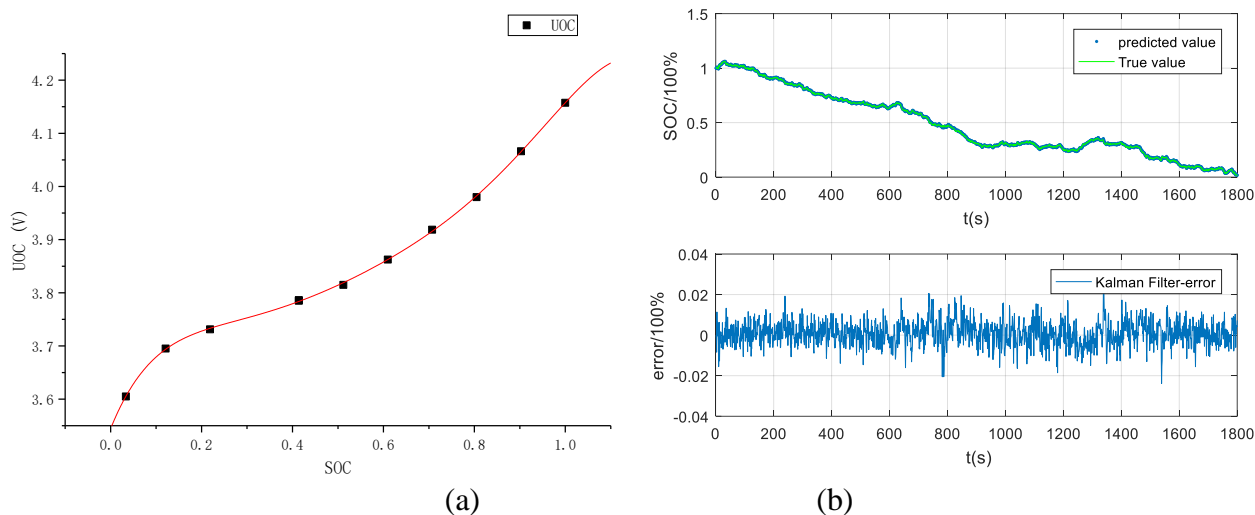 UOC
4.2
4.1
4.0
3.9
3.8
3.7
3.6
UOC (V)
0.0 0.2 0.4 0.6 0.8 1.0
SOC
(a)
1.5
1
0.5
0
SOC/100%
predicted value
True value
0 200 400 600 800 1000 1200 1400 1600 1800
t(s)
0.04
0.02
0
-0.02
-0.04
error/100%
Kalman Filter-error
0 200 400 600 800 1000 1200 1400 1600 1800
t(s)
(b)